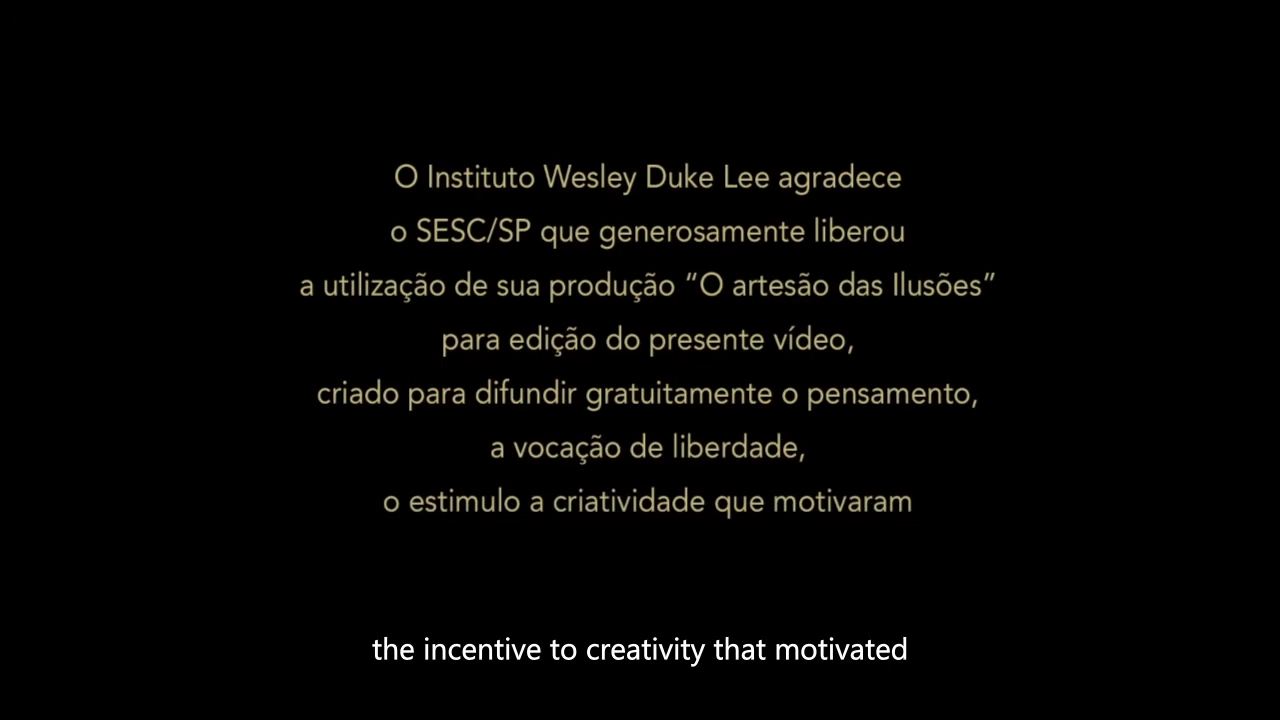 O Instituto Wesley Duke Lee agradece
o SESC/SP que generosamente liberou
a utilização de sua produção “O artesão das Ilusões”
para edição do presente vídeo,
criado para difundir gratuitamente o pensamento,
a vocação de liberdade,
o estimulo a criatividade que motivaram
the incentive to creativity that motivated